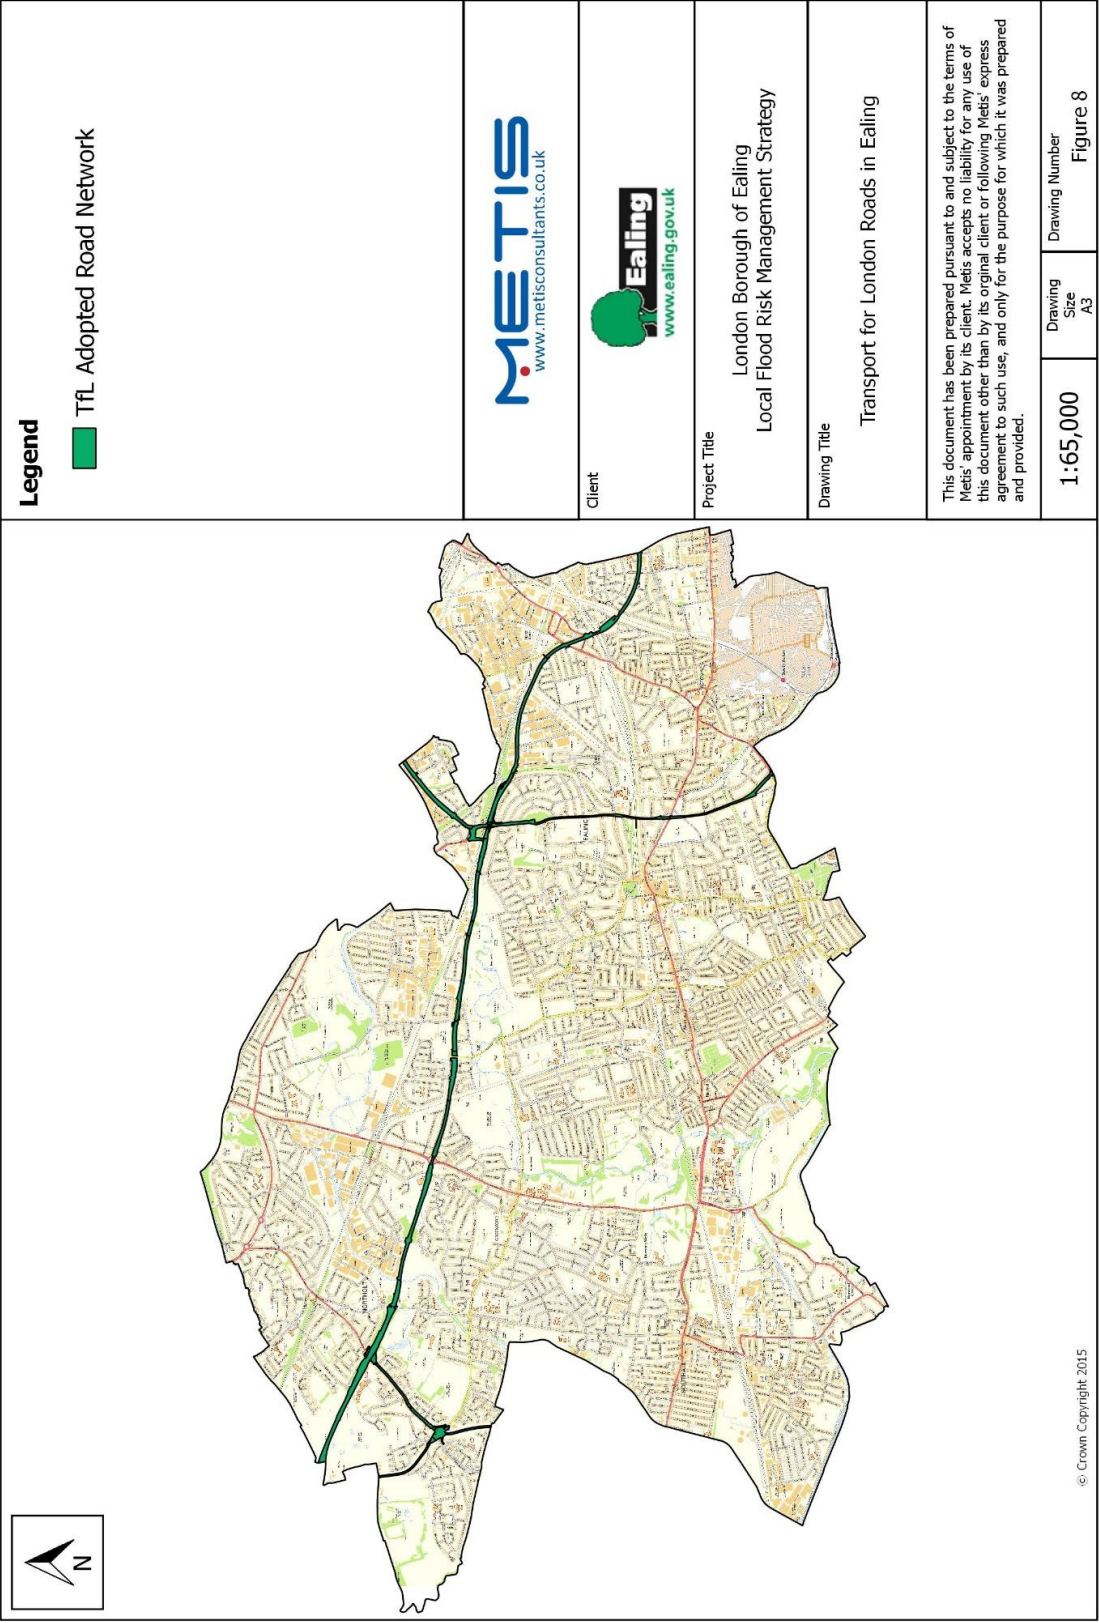 N
NORTHOLT
EALING
© Crown Copyright 2015
Legend
TfL Adopted Road Network
METIS
www.metisconsultants.co.uk
Client
Ealing
www.ealing.gov.uk
Project Title
London Borough of Ealing
Local Flood Risk Management Strategy
Drawing Title
Transport for London Roads in Ealing
This document has been prepared pursuant to and subject to the terms of
Metis' appointment by its client. Metis accepts no liability for any use of
this document other than by its orginal client or following Metis' express
agreement to such use, and only for the purpose for which it was prepared
and provided.
1:65,000
Drawing
Size
A3
Drawing Number
Figure 8